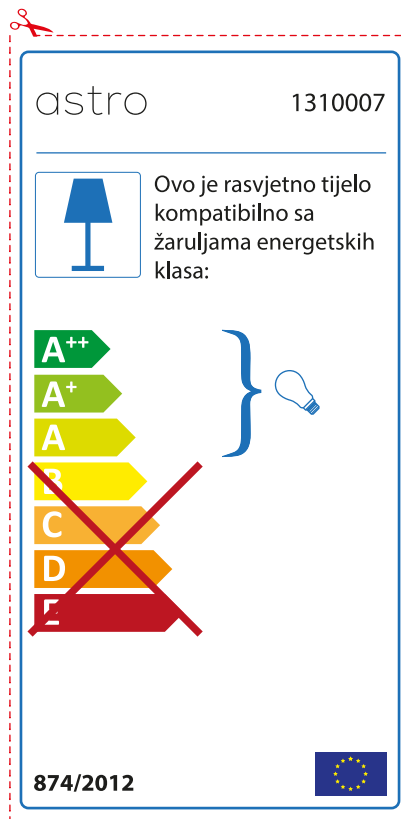 astro
1310007
Ovo je rasvjetno tijelo
kompatibilno sa
žaruljama energetskih
klasa:
A++
A+
A
B
C
D
E
874/2012